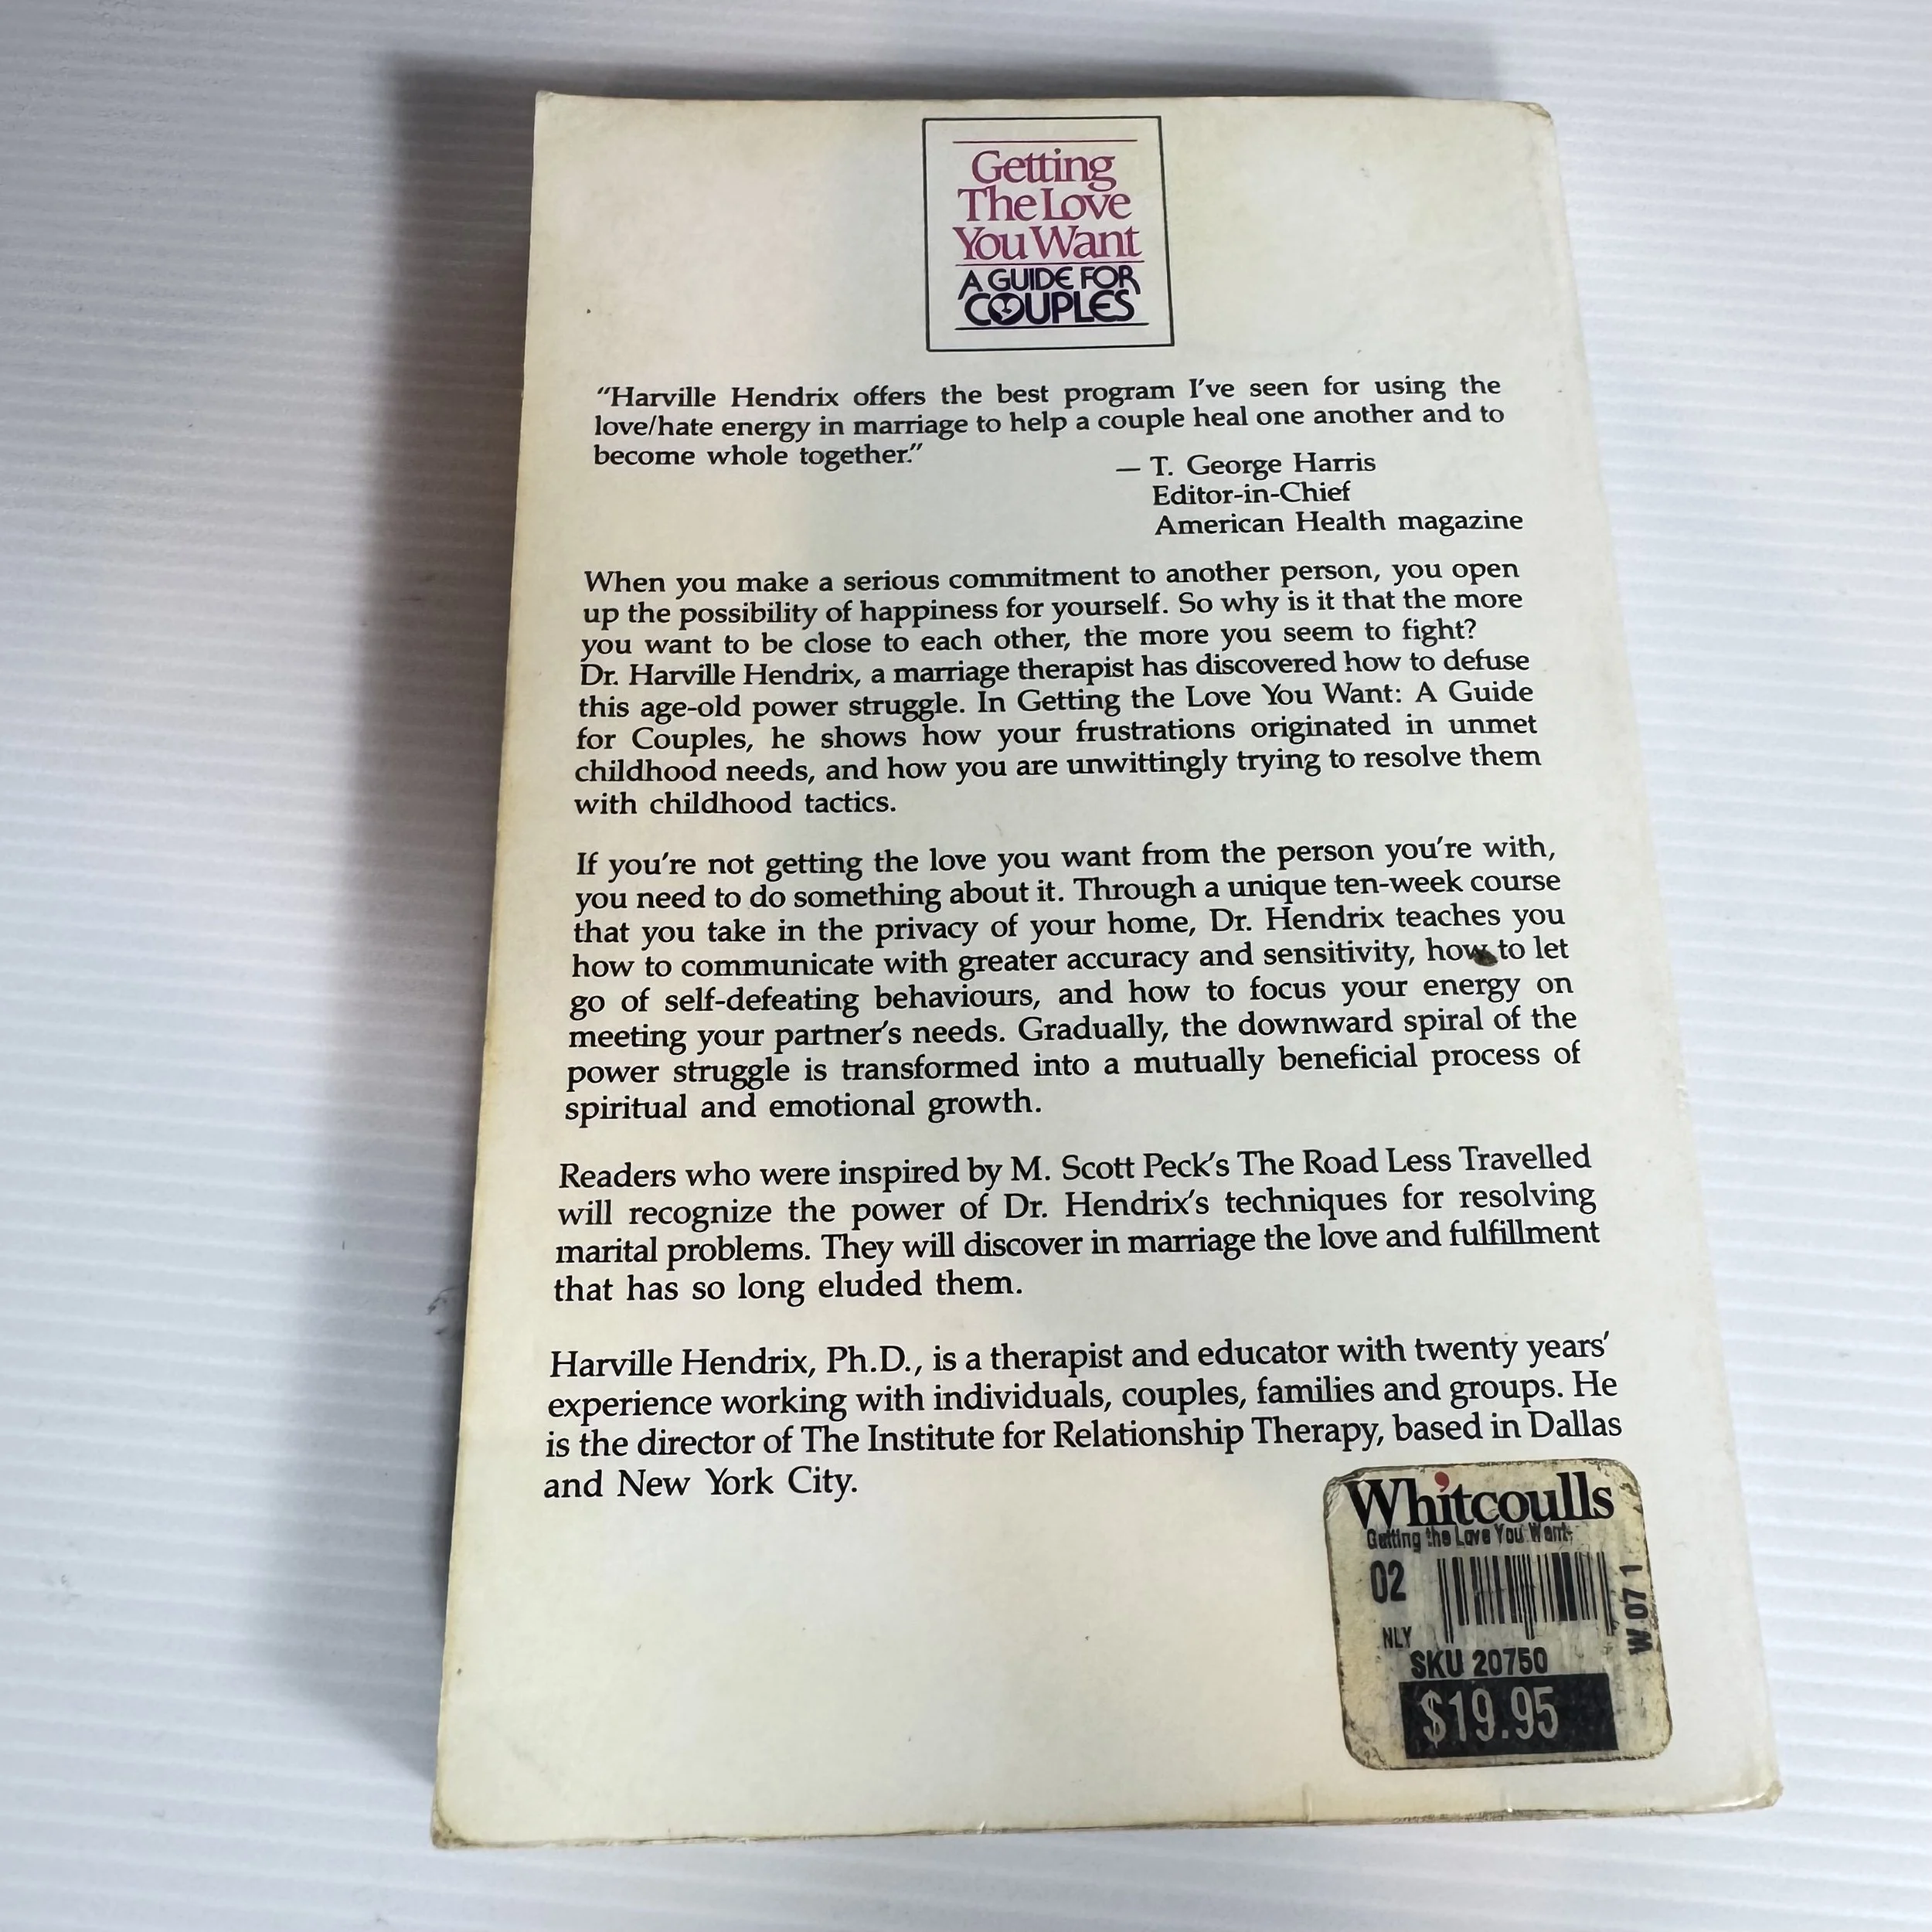 Getting
The Love
You Want
A GUIDE FOR
COUPLES
“Harville Hendrix offers the best program I've seen for using the
love/hate energy in marriage to help a couple heal one another and to
become whole together.”
— T. George Harris
Editor-in-Chief
American Health magazine
When you make a serious commitment to another person, you open
up the possibility of happiness for yourself. So why is it that the more
you want to be close to each other, the more you seem to fight?
Dr. Harville Hendrix, a marriage therapist has discovered how to defuse
this age-old power struggle. In Getting the Love You Want: A Guide
for Couples, he shows how your frustrations originated in unmet
childhood needs, and how you are unwittingly trying to resolve them
with childhood tactics.
If you're not getting the love you want from the person you're with,
you need to do something about it. Through a unique ten-week course
that you take in the privacy of your home, Dr. Hendrix teaches you
how to communicate with greater accuracy and sensitivity, how to let
go of self-defeating behaviours, and how to focus your energy on
meeting your partner's needs. Gradually, the downward spiral of the
power struggle is transformed into a mutually beneficial process of
spiritual and emotional growth.
Readers who were inspired by M. Scott Peck's The Road Less Travelled
will recognize the power of Dr. Hendrix's techniques for resolving
marital problems. They will discover in marriage the love and fulfillment
that has so long eluded them.
Harville Hendrix, Ph.D., is a therapist and educator with twenty years'
experience working with individuals, couples, families and groups. He
is the director of The Institute for Relationship Therapy, based in Dallas
and New York City.
Whitcoulls
Getting the Love You Want
02
W 07 1
NLY
SKU 20750
$19.95